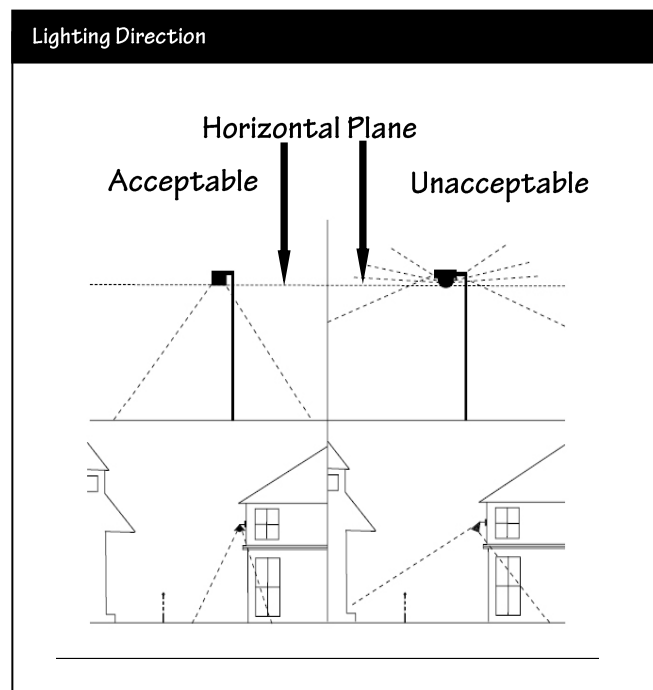 Lighting Direction
Horizontal Plane
Acceptable
Unacceptable